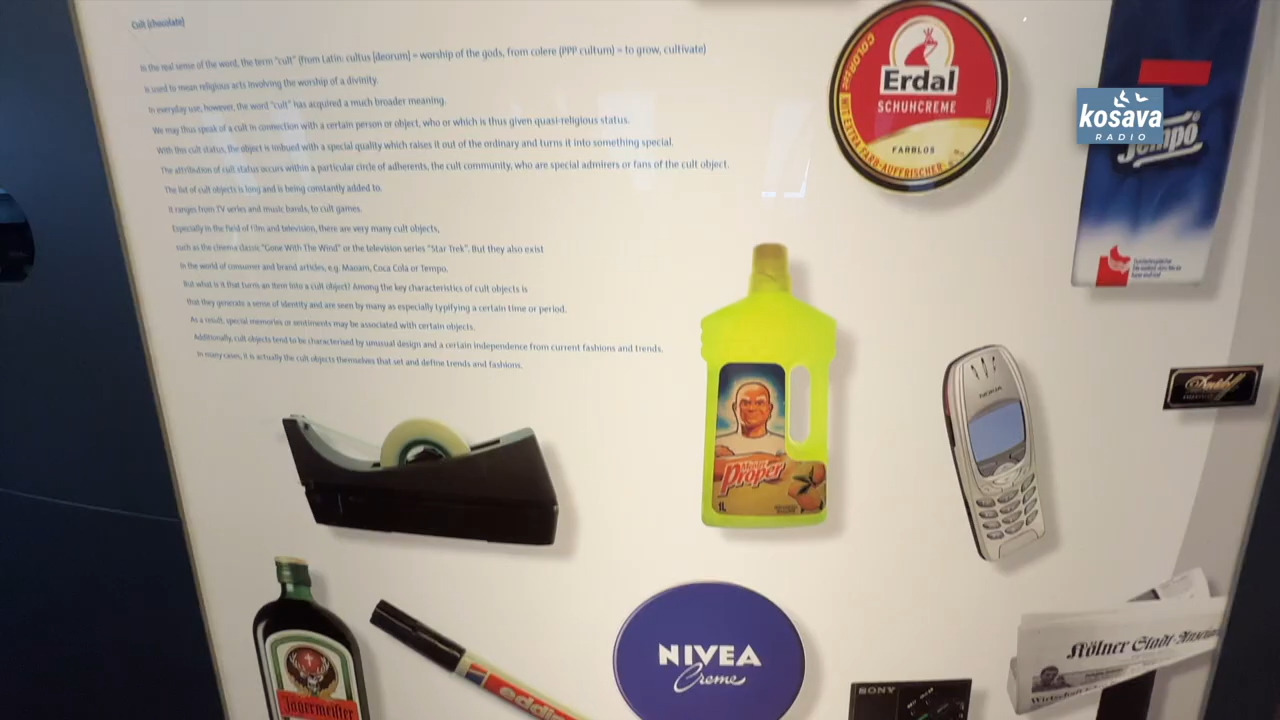 Cult (chocolate)
In the real sense of the word, the term "cult" (from Latin: cultus [deorum] = worship of the gods, from colere (PPP cultum) = to grow, cultivate)
is used to mean religious acts involving the worship of a divinity.
In everyday use, however, the word "cult" has acquired a much broader meaning.
We may thus speak of a cult in connection with a certain person or object, who or which is thus given quasi-religious status.
With this cult status, the object is imbued with a special quality which raises it out of the ordinary and turns it into something special.
The attribution of cult status occurs within a particular circle of adherents, the cult community, who are special admirers or fans of the cult object.
The list of cult objects is long and is being constantly added to.
It ranges from TV series and music bands, to cult games.
Especially in the field of film and television, there are very many cult objects,
such as the cinema classic "Gone With The Wind" or the television series "Star Trek". But they also exist
in the world of consumer and brand articles, e.g. Maoam, Coca Cola or Tempo.
But what is it that turns an item into a cult object? Among the key characteristics of cult objects is
that they generate a sense of identity and are seen by many as especially typifying a certain time or period.
As a result, special memories or sentiments may be associated with certain objects.
Additionally, cult objects tend to be characterised by unusual design and a certain independence from current fashions and trends.
In many cases, it is actually the cult objects themselves that set and define trends and fashions.
Erdal
SCHUHCREME
FARBLOS
MIT EXTRA FARB-AUFFRISCHER
kosava
RADIO
Tempo
Meister
Proper
1L
NOKIA
Davidoff
Jägermeister
edding
NIVEA
Creme
SONY
Kölner Stadt-Anzeiger